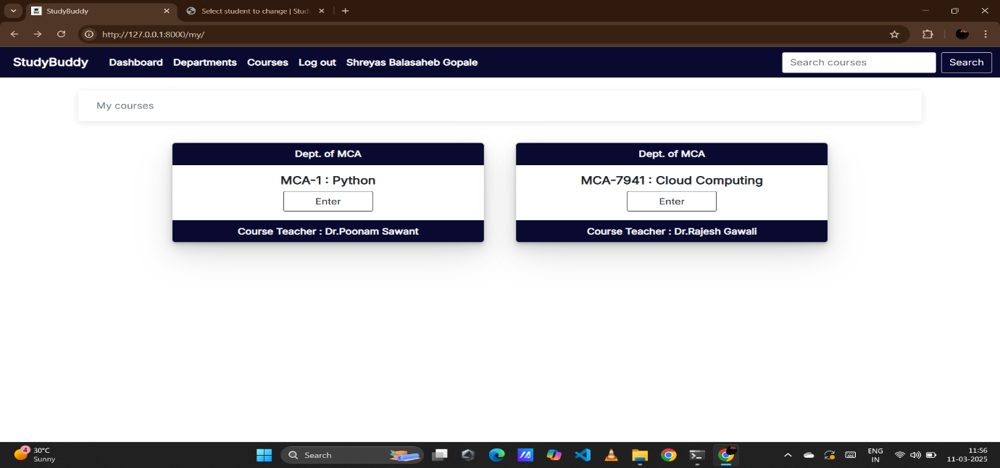 StudyBuddy
Select student to change | Stud
http://127.0.0.1:8000/my/
StudyBuddy Dashboard Departments Courses Log out Shreyas Balasaheb Gopale Search courses Search
My courses
Dept. of MCA
MCA-1 : Python
Enter
Course Teacher : Dr.Poonam Sawant
Dept. of MCA
MCA-7941 : Cloud Computing
Enter
Course Teacher : Dr.Rajesh Gawali
4
30°C
Sunny
Search
ENG
IN
11:56
11-03-2025